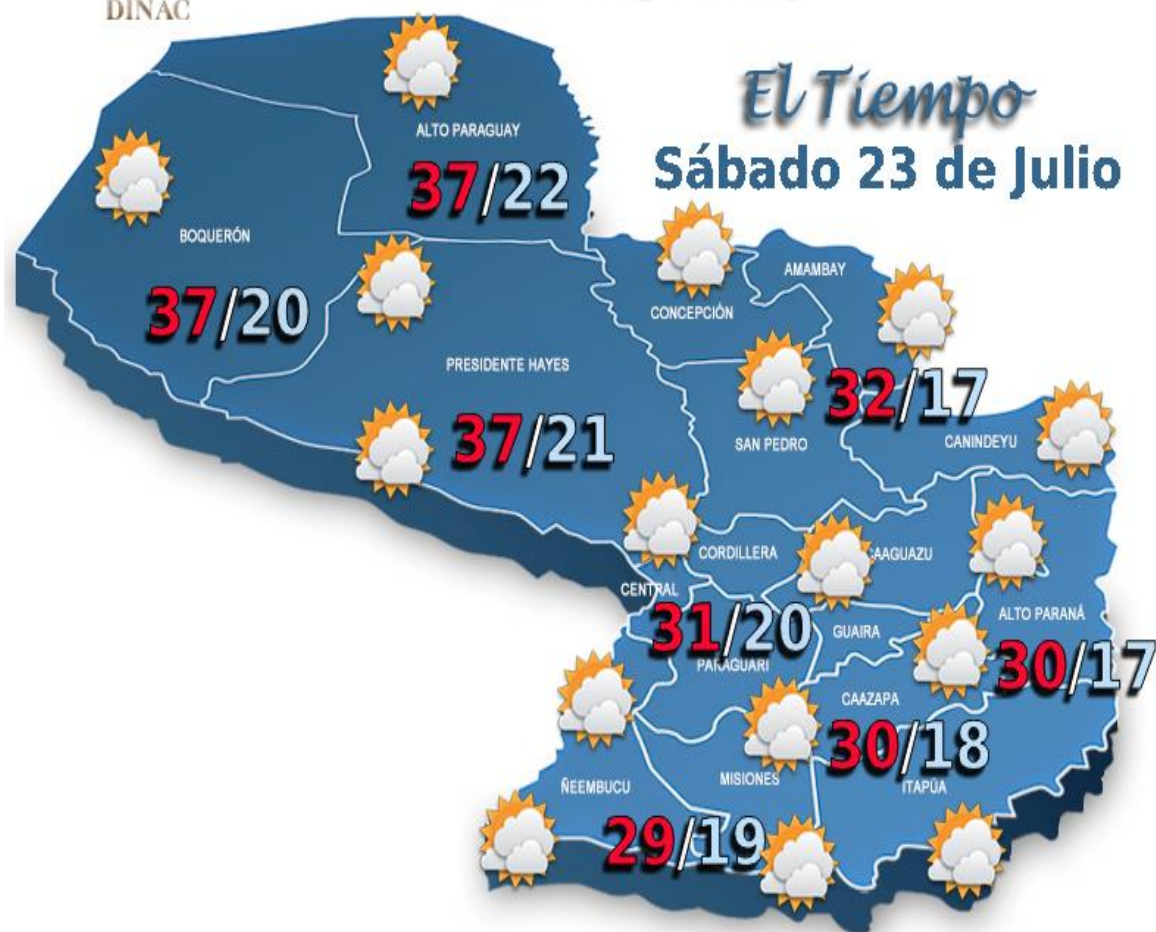 DINAC
El Tiempo
Sábado 23 de Julio
ALTO PARAGUAY
37/22
BOQUERÓN
37/20
AMAMBAY
CONCEPCIÓN
PRESIDENTE HAYES
37/21
32/17
SAN PEDRO
CANINDEYU
CORDILLERA
AAGUAZU
CENTRAL
31/20
GUAIRA
ALTO PARANÁ
PARAGUARI
30/17
CAAZAPA
30/18
MISIONES
ITAPÚA
ÑEEMBUCU
29/19